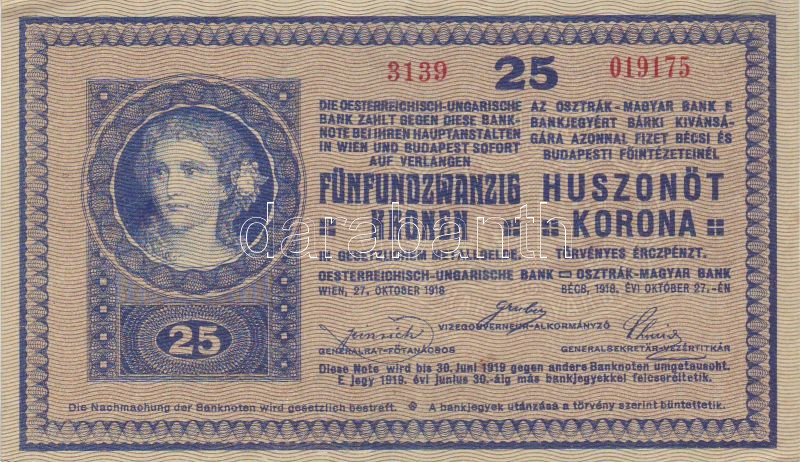 3139 25 019175
DIE OESTERREICHISCH-UNGARISCHE
BANK ZAHLT GEGEN DIESE BANK-
NOTE BEI IHREN HAUPTANSTALTEN
IN WIEN UND BUDAPEST SOFORT
AUF VERLANGEN
FÜNFUNDZWANZIG
KRONEN
IN GESETZLICHEM METALLGELDE.
AZ OSZTRÁK-MAGYAR BANK E
BANKJEGYÉRT BÁRKI KIVÁNSÁ-
GÁRA AZONNAL FIZET BÉCSI ÉS
BUDAPESTI FŐINTÉZETEINÉL
HUSZONÖT
KORONA
TÖRVÉNYES ÉRCZPÉNZT.
darabanth
OESTERREICHISCH-UNGARISCHE BANK OSZTRÁK-MAGYAR BANK
WIEN, 27. OKTOBER 1918 BÉCS, 1918. ÉVI OKTÓBER 27.-ÉN
25
VIZEGOUVERNEUR-ALKORMÁNYZÓ
GENERALRAT-FŐTANÁCSOS GENERALSEKRETÄR-VEZÉRTITKÁR
Diese Note wird bis 30. Juni 1919 gegen andere Banknoten umgetauscht.
E jegy 1919. évi junius 30.-áig más bankjegyekkel felcseréltetik.
Die Nachmachung der Banknoten wird gesetzlich bestraft. A bankjegyek utánzása a törvény szerint büntettetik.